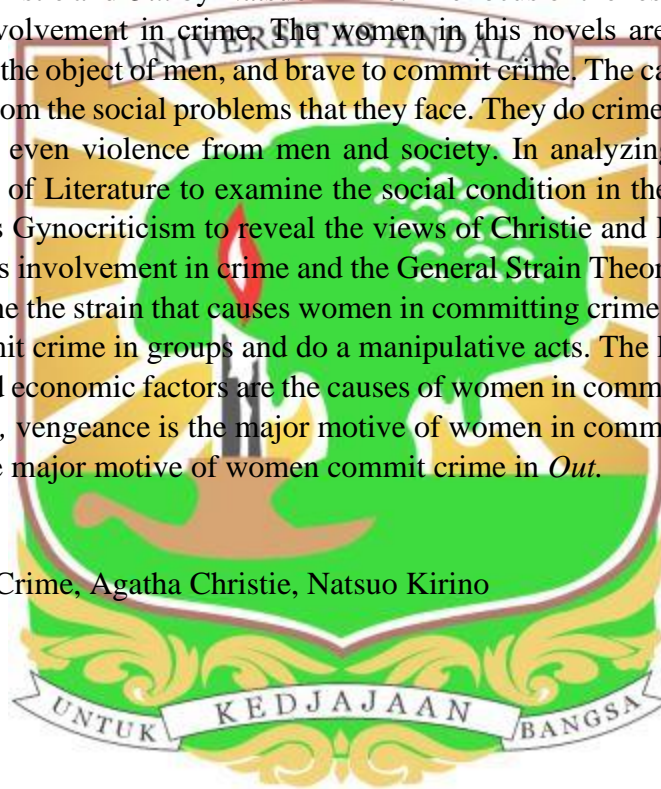 olvement in crime. The women in this novels are
UNIVERSITAS ANDALAS
the object of men, and brave to commit crime. The ca
om the social problems that they face. They do crime
even violence from men and society. In analyzing
of Literature to examine the social condition in the
s Gynocriticism to reveal the views of Christie and
s involvement in crime and the General Strain Theor
ne the strain that causes women in committing crime
nit crime in groups and do a manipulative acts. The
d economic factors are the causes of women in comm
, vengeance is the major motive of women in comm
e major motive of women commit crime in Out.
Crime, Agatha Christie, Natsuo Kirino
UNTUK KEDJAJAAN BANGSA